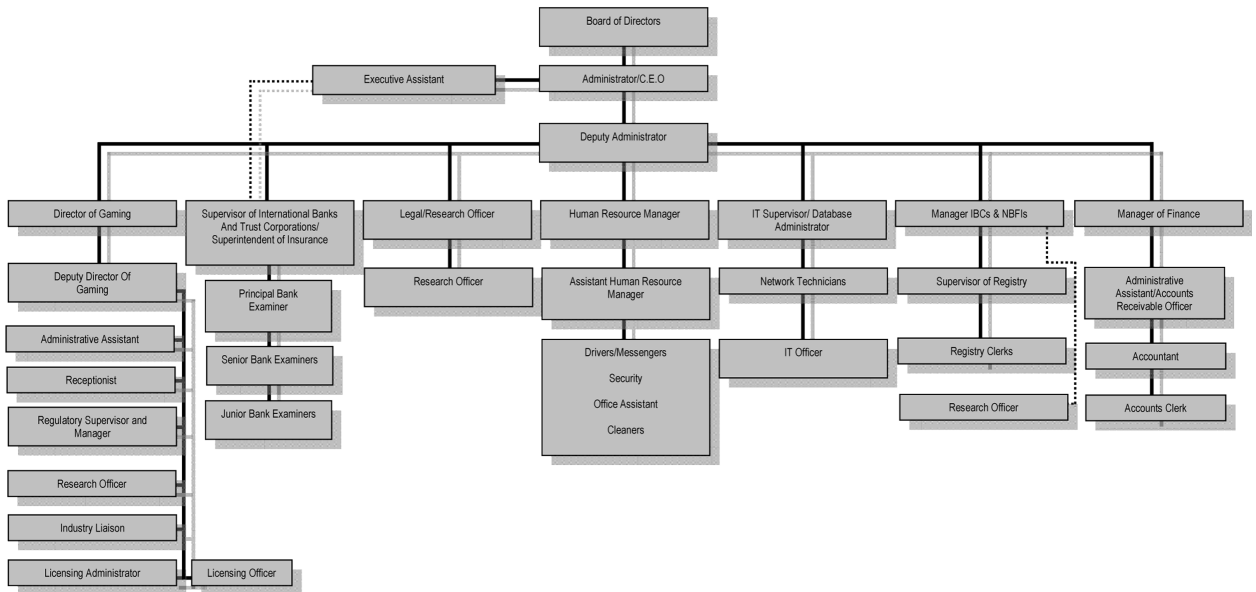 Board of Directors
Executive Assistant
Administrator/C.E.O
Deputy Administrator
Director of Gaming
Supervisor of International Banks
And Trust Corporations/
Superintendent of Insurance
Legal/Research Officer
Human Resource Manager
IT Supervisor/ Database
Administrator
Manager IBCs & NBFIs
Manager of Finance
Deputy Director Of
Gaming
Administrative Assistant
Receptionist
Regulatory Supervisor and
Manager
Research Officer
Industry Liaison
Licensing Administrator
Licensing Officer
Principal Bank
Examiner
Senior Bank Examiners
Junior Bank Examiners
Research Officer
Assistant Human Resource
Manager
Drivers/Messengers
Security
Office Assistant
Cleaners
Network Technicians
IT Officer
Supervisor of Registry
Registry Clerks
Research Officer
Administrative
Assistant/Accounts
Receivable Officer
Accountant
Accounts Clerk